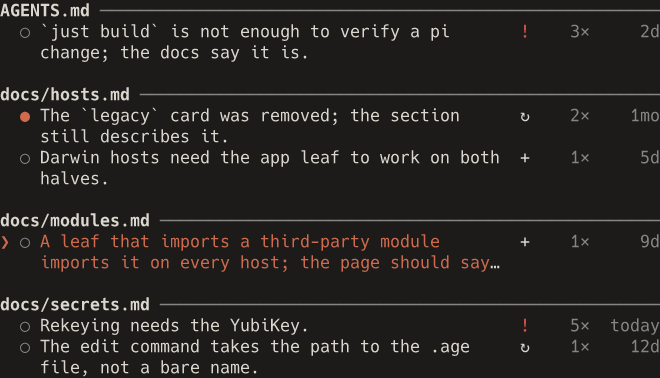 AGENTS.md
○ `just build` is not enough to verify a pi ! 3× 2d
change; the docs say it is.
docs/hosts.md
● The `legacy` card was removed; the section ↻ 2× 1mo
still describes it.
○ Darwin hosts need the app leaf to work on both + 1× 5d
halves.
docs/modules.md
❯ ○ A leaf that imports a third-party module + 1× 9d
imports it on every host; the page should say…
docs/secrets.md
○ Rekeying needs the YubiKey. ! 5× today
○ The edit command takes the path to the .age ↻ 1× 12d
file, not a bare name.